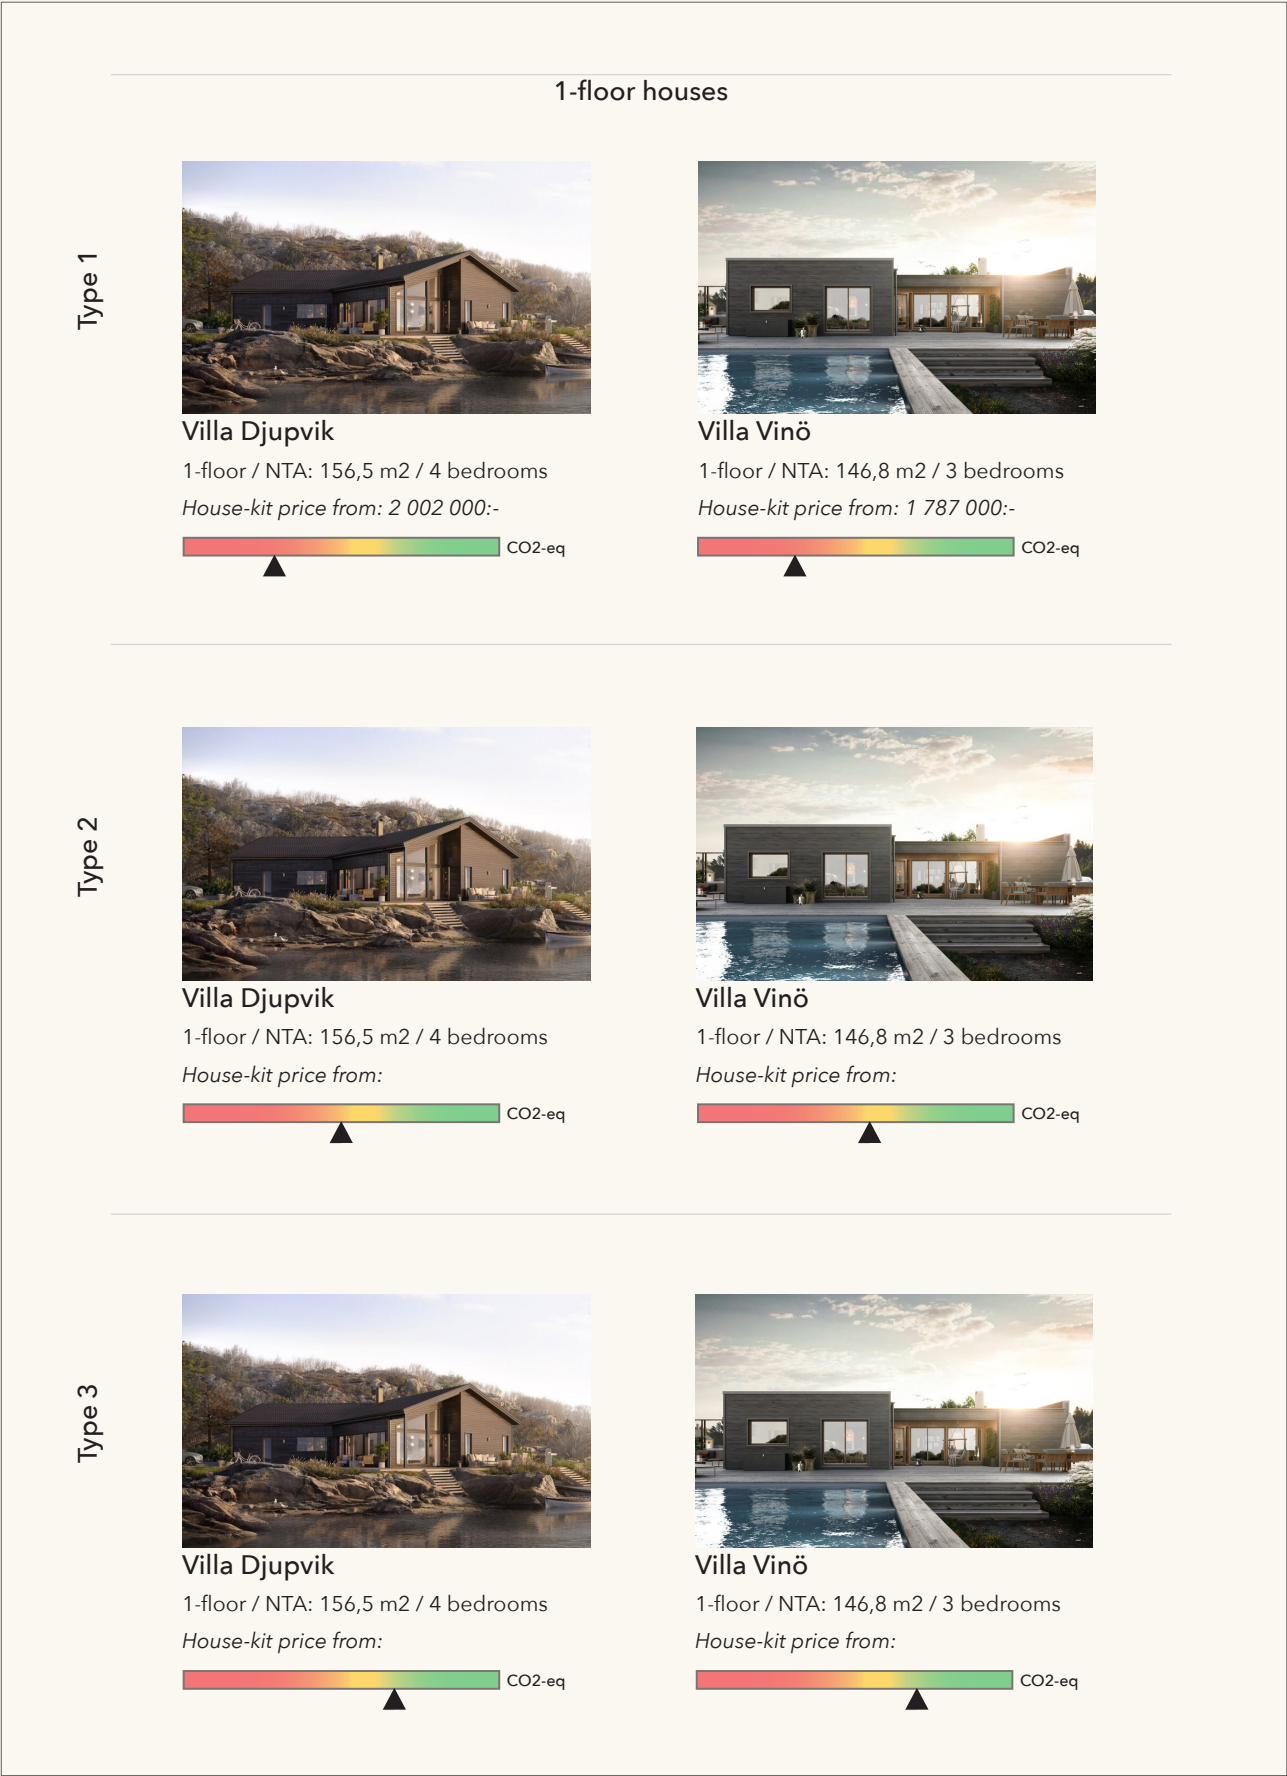 1-floor houses
Type 1
Villa Djupvik
1-floor / NTA: 156,5 m2 / 4 bedrooms
House-kit price from: 2 002 000:-
CO2-eq
Villa Vinö
1-floor / NTA: 146,8 m2 / 3 bedrooms
House-kit price from: 1 787 000:-
CO2-eq
Type 2
Villa Djupvik
1-floor / NTA: 156,5 m2 / 4 bedrooms
House-kit price from:
CO2-eq
Villa Vinö
1-floor / NTA: 146,8 m2 / 3 bedrooms
House-kit price from:
CO2-eq
Type 3
Villa Djupvik
1-floor / NTA: 156,5 m2 / 4 bedrooms
House-kit price from:
CO2-eq
Villa Vinö
1-floor / NTA: 146,8 m2 / 3 bedrooms
House-kit price from:
CO2-eq